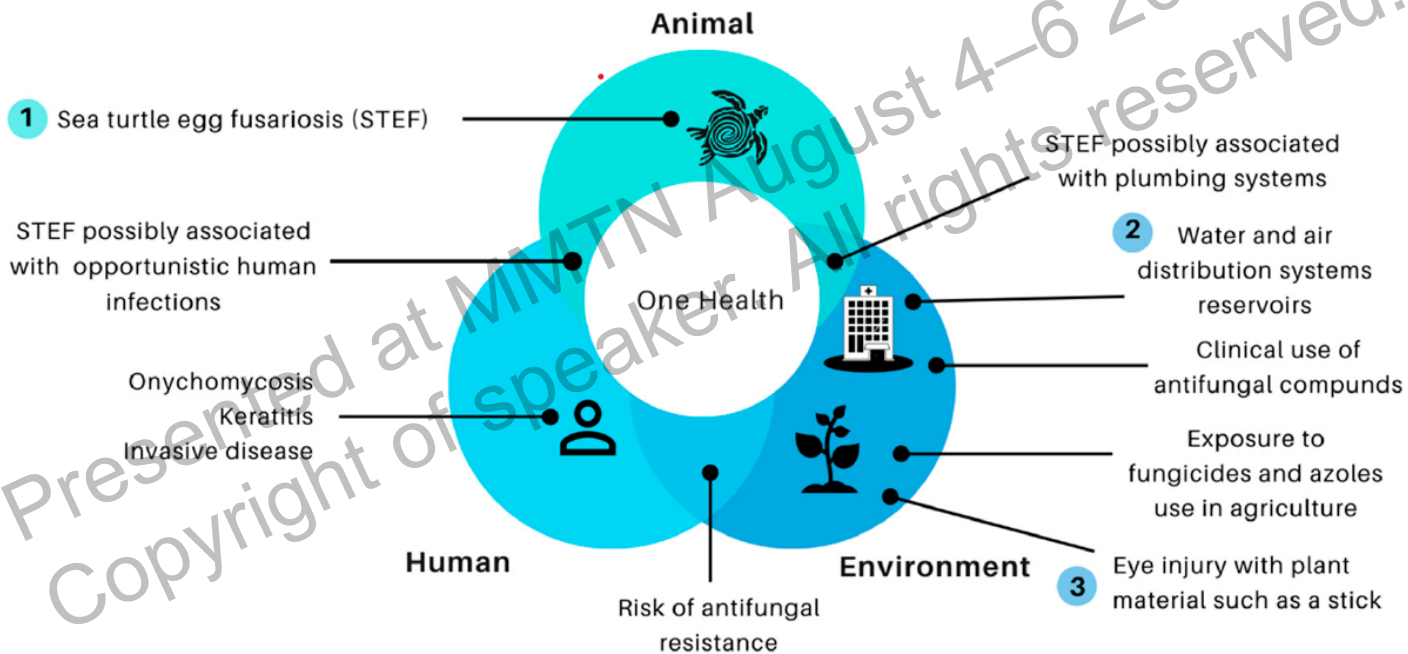 Animal
1 Sea turtle egg fusariosis (STEF)
STEF possibly associated
with plumbing systems
STEF possibly associated
with opportunistic human
infections
2 Water and air
distribution systems
reservoirs
One Health
Clinical use of
antifungal compunds
Onychomycosis
Keratitis
Invasive disease
Exposure to
fungicides and azoles
use in agriculture
Human
Environment
3 Eye injury with plant
material such as a stick
Risk of antifungal
resistance
Presented at MMTN August 4–6
Copyright of speaker. All rights reserved.